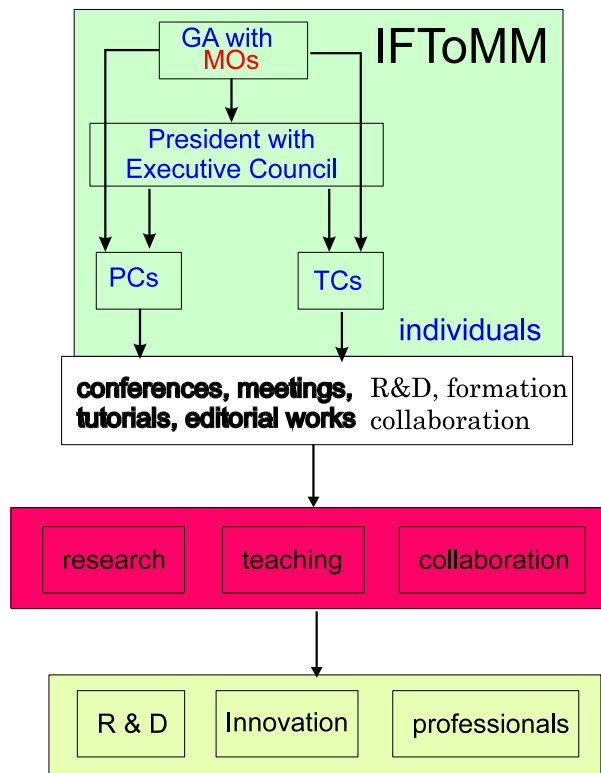 IFToMM
GA with
MOs
President with
Executive Council
PCs
TCs
individuals
conferences, meetings,
tutorials, editorial works
R&D, formation
collaboration
research
teaching
collaboration
R & D
Innovation
professionals